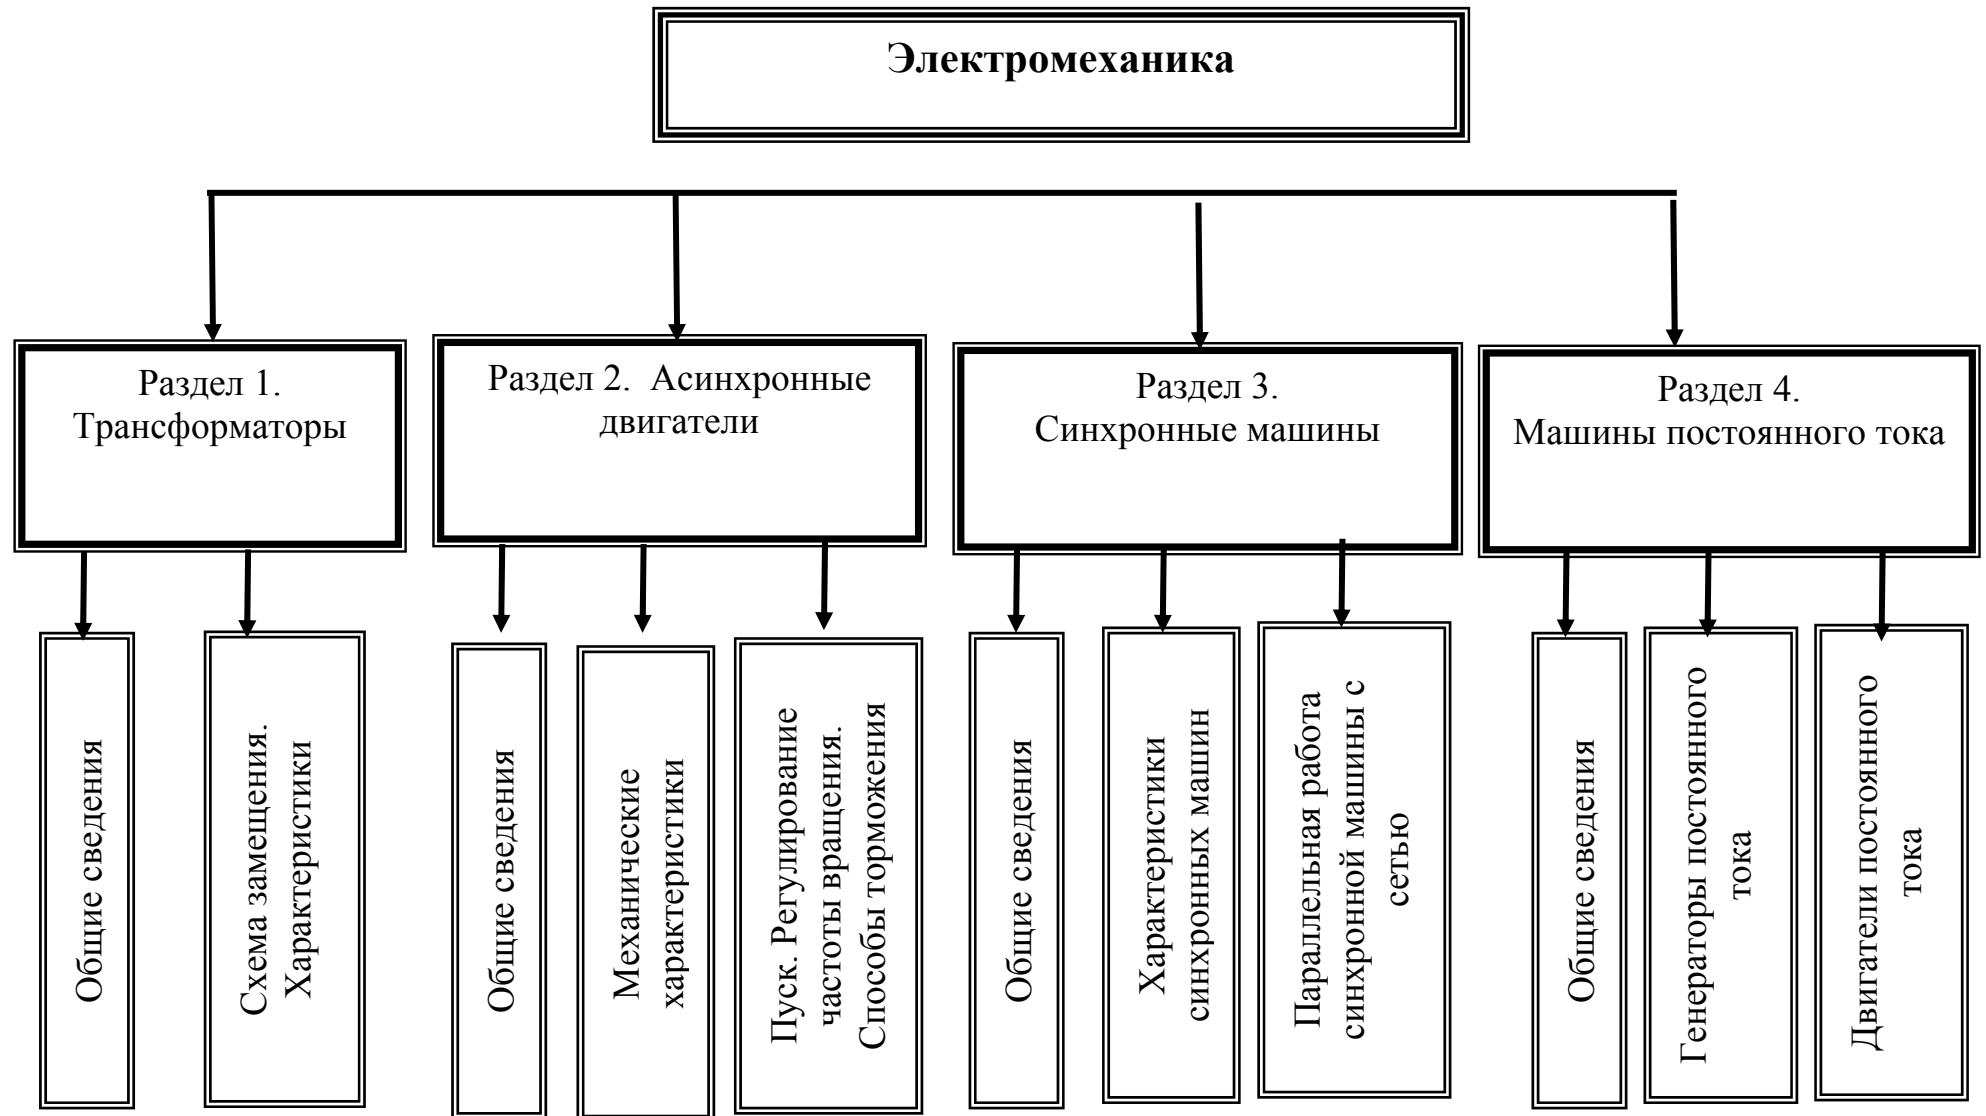 Электромеханика
Раздел 1.
Трансформаторы
Раздел 2.  Асинхронные
двигатели
Раздел 3.
Синхронные машины
Раздел 4.
Машины постоянного тока
Общие сведения
Схема замещения.
Характеристики
Общие сведения
Механические
характеристики
Пуск. Регулирование
частоты вращения.
Способы торможения
Общие сведения
Характеристики
синхронных машин
Параллельная работа
синхронной машины с
сетью
Общие сведения
Генераторы постоянного
тока
Двигатели постоянного
тока